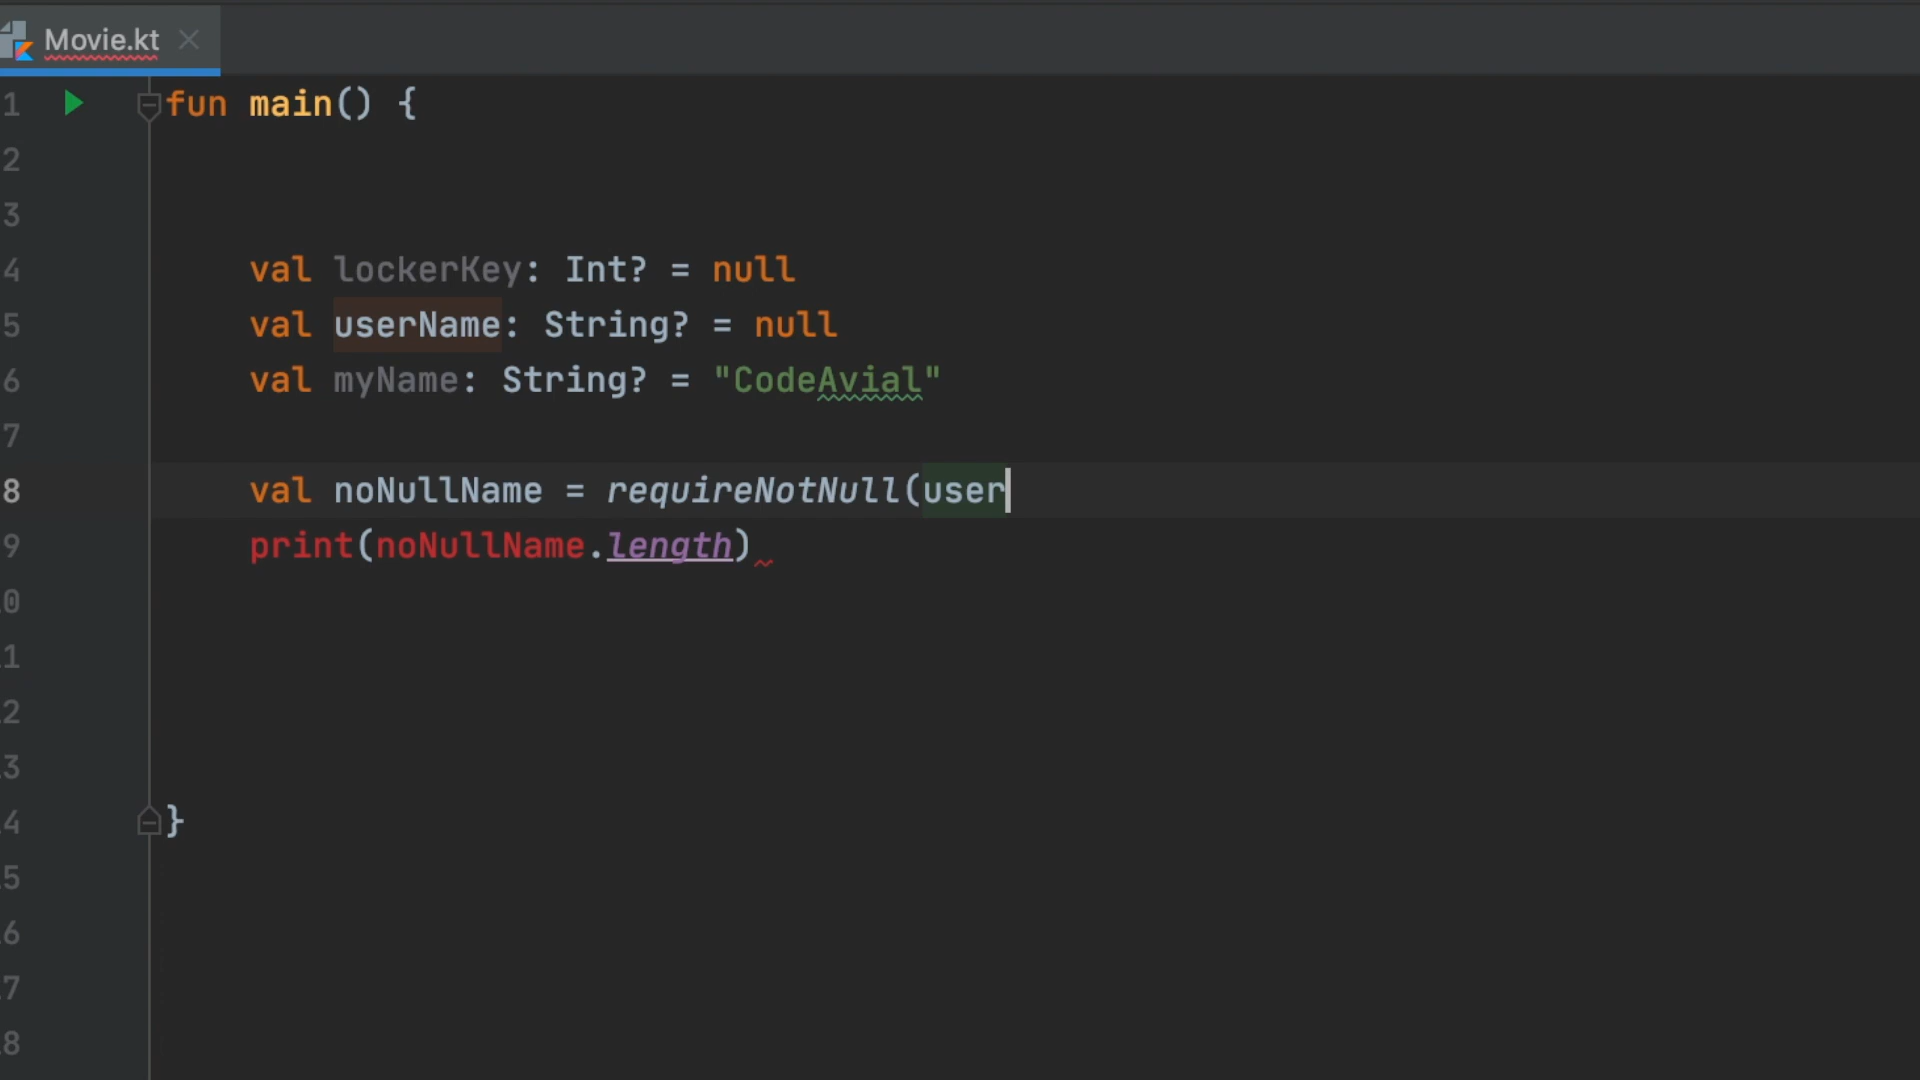 Movie.kt
1 fun main() {
2
3
4 val lockerKey: Int? = null
5 val userName: String? = null
6 val myName: String? = "CodeAvial"
7
8 val noNullName = requireNotNull(user
9 print(noNullName.length)
0
1
2
3
4 }
5
6
7
8